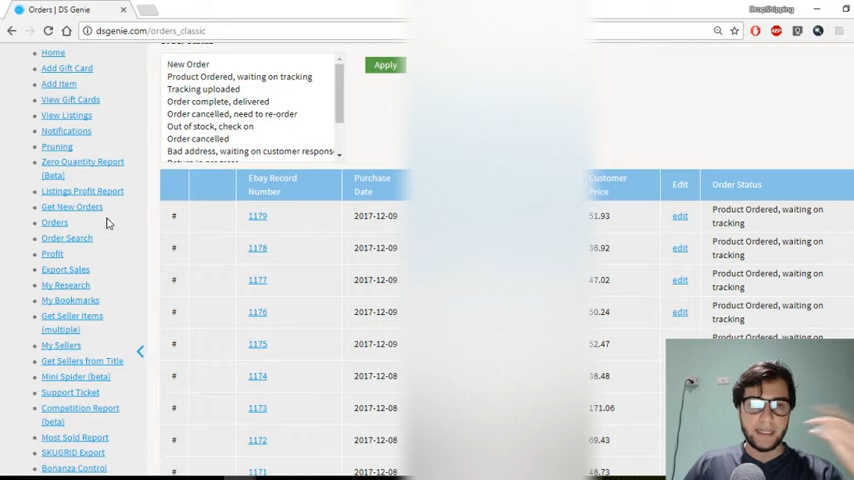 Orders | DS Genie
DropShipping
dsgenie.com/orders_classic
Home
Add Gift Card
Add Item
View Gift Cards
View Listings
Notifications
Pruning
Zero Quantity Report
(Beta)
Listings Profit Report
Get New Orders
Orders
Order Search
Profit
Export Sales
My Research
My Bookmarks
Get Seller Items
(multiple)
My Sellers
Get Sellers from Title
Mini Spider (beta)
Support Ticket
Competition Report
(beta)
Most Sold Report
SKUGRID Export
Bonanza Control
New Order
Product Ordered, waiting on tracking
Tracking uploaded
Order complete, delivered
Order cancelled, need to re-order
Out of stock, check on
Order cancelled
Bad address, waiting on customer response
Apply
Ebay Record
Number
Purchase
Date
Customer
Price
Edit
Order Status
# 1179 2017-12-09 51.93 edit Product Ordered, waiting on
tracking
# 1178 2017-12-09 36.92 edit Product Ordered, waiting on
tracking
# 1177 2017-12-09 47.02 edit Product Ordered, waiting on
tracking
# 1176 2017-12-09 50.24 edit Product Ordered, waiting on
tracking
# 1175 2017-12-09 52.47 Product Ordered, waiting on
# 1174 2017-12-08 38.48
# 1173 2017-12-08 171.06
# 1172 2017-12-08 69.43
# 1171 2017-12-08 48.73